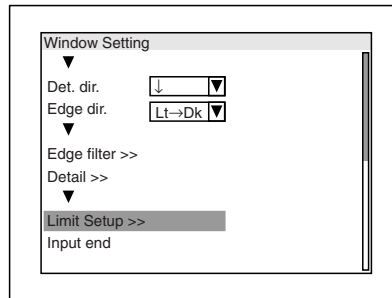 Window Setting
▼
Det. dir. ↓ ▼
Edge dir. Lt→Dk ▼
▼
Edge filter >>
Detail >>
▼
Limit Setup >>
Input end